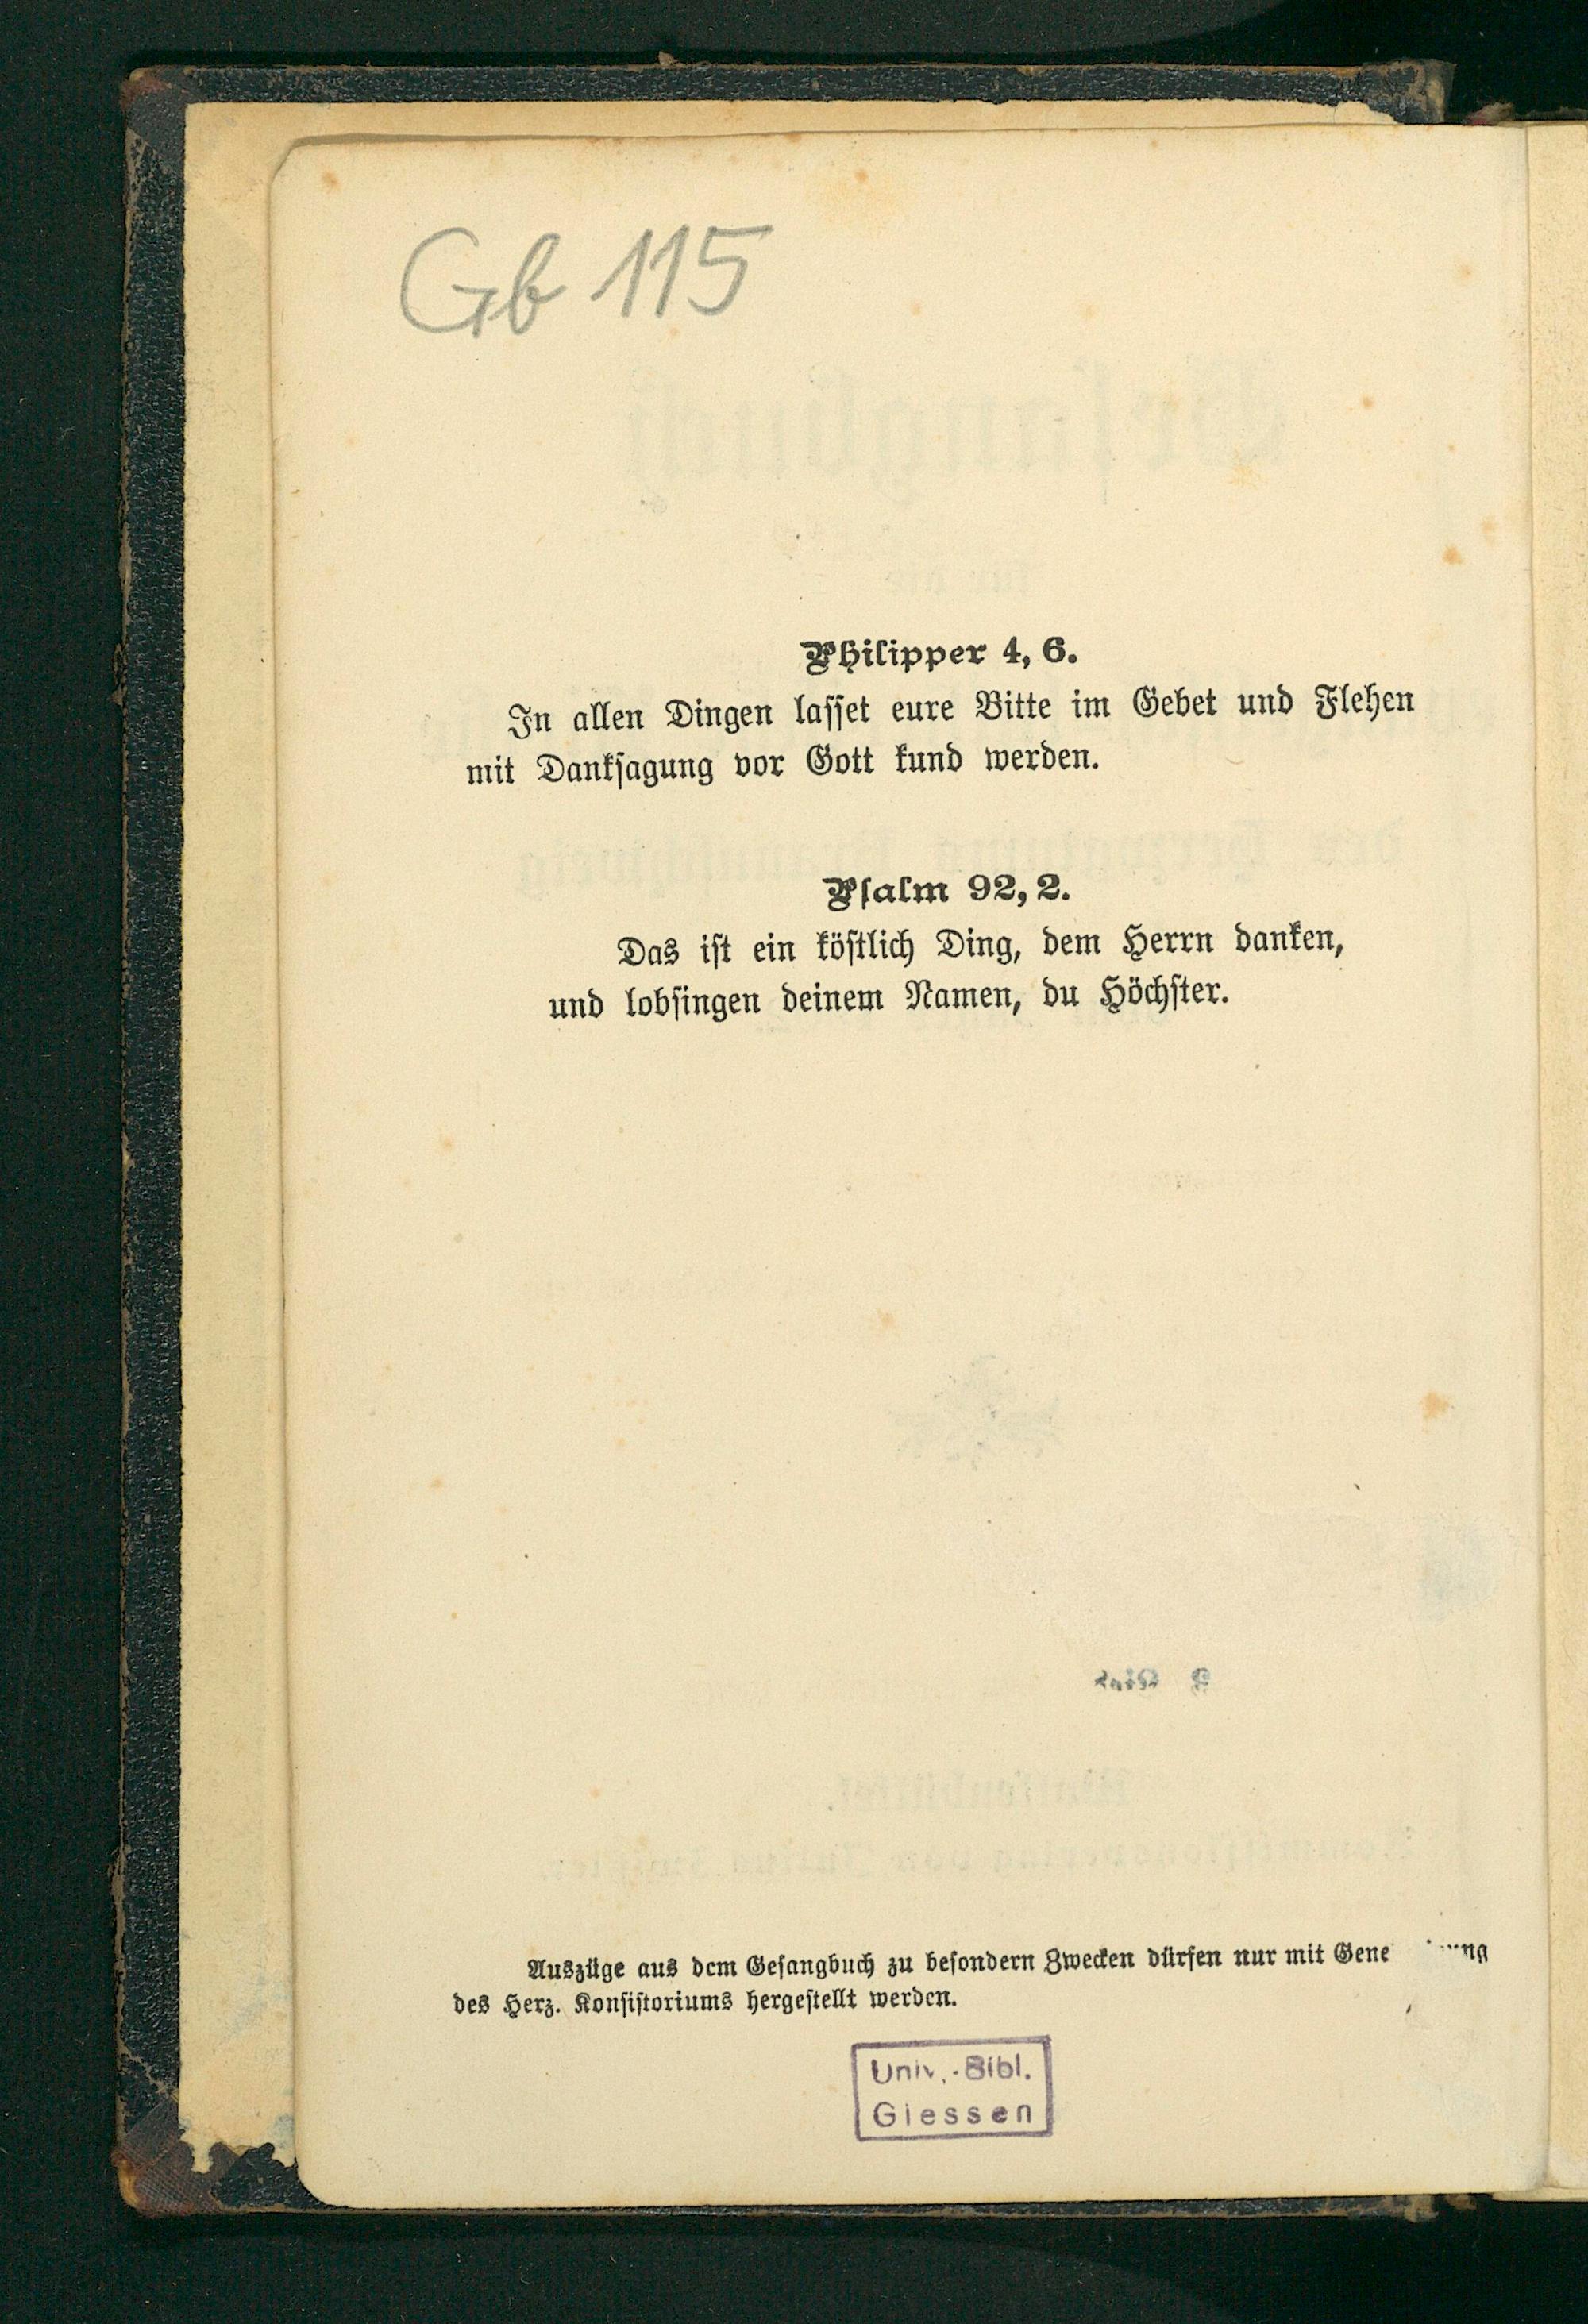 Gb 115
Philipper 4, 6.
In allen Dingen lasset eure Bitte im Gebet und Flehen
mit Danksagung vor Gott kund werden.
Psalm 92, 2.
Das ist ein köstlich Ding, dem Herrn danken,
und lobsingen deinem Namen, du Höchster.
Auszüge aus dem Gesangbuch zu besondern Zwecken dürfen nur mit
des Herz. Konsistoriums hergestellt werden.
Univ.-Bibl.
Giessen